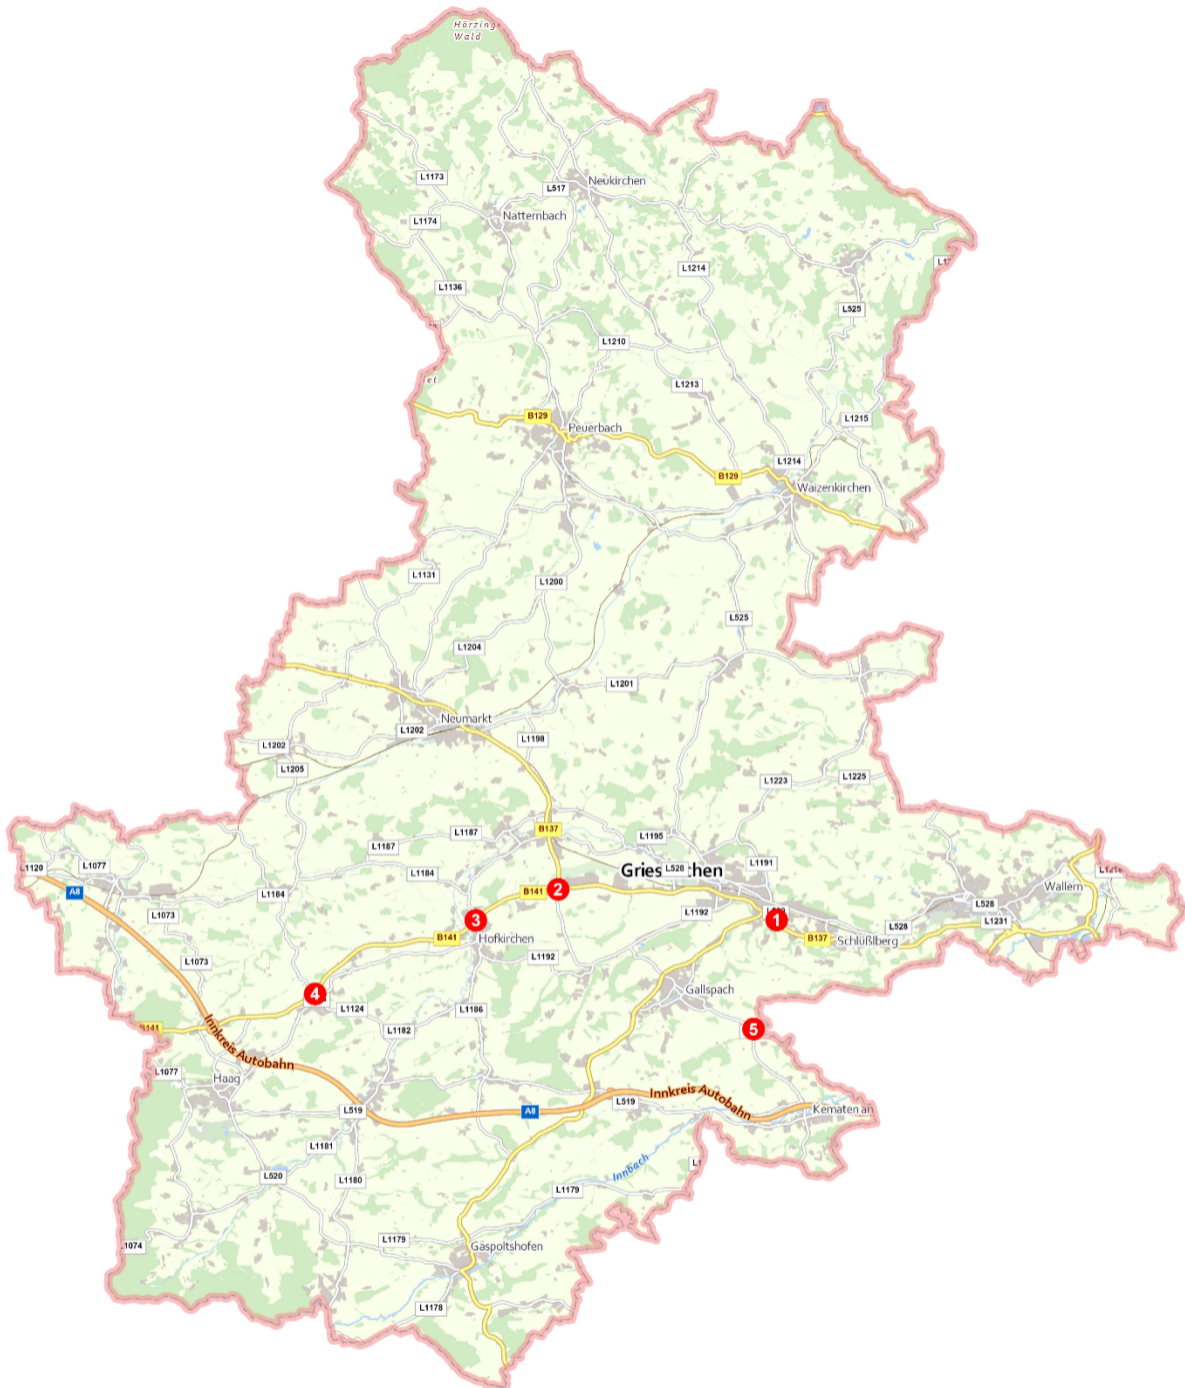 Hörzing
Wald
L1173
L517
Neukirchen
Natternbach
L1174
L1214
L1136
L525
L1210
L1213
B129
Peuerbach
L1215
L1214
B129
Waizenkirchen
L1131
L1200
L525
L1204
L1201
Neumarkt
L1202
L1198
L1202
L1205
L1223
L1225
L1187
B137
L1195
L1187
L1191
L1077
L1120
L1184
L528
A8
B141
2
Wallern
L1184
L528
L1073
L1192
3
1
L1231
L528
B141
Hofkirchen
B137
Schlüßlberg
L1192
L1073
Gallspach
4
L1124
L1186
L1182
5
B141
Innkreis Autobahn
L1077
Haag
Innkreis Autobahn
L519
L519
A8
Kematen an
L1181
Innbach
L520
L1180
L1179
L1179
Gaspoltshofen
L1178